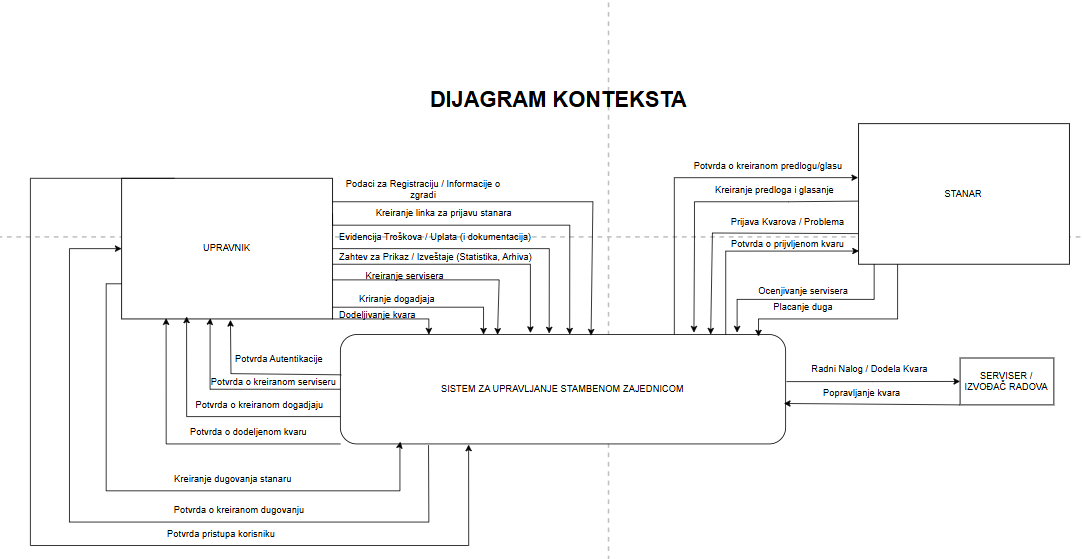 DIJAGRAM KONTEKSTA
Podaci za Registraciju / Informacije o
zgradi
Kreiranje linka za prijavu stanara
Evidencija Troškova / Uplata (i dokumentacija)
Zahtev za Prikaz / Izveštaje (Statistika, Arhiva)
Kreiranje servisera
Kriranje dogadjaja
Dodeljivanje kvara
UPRAVNIK
Potvrda o kreiranom predlogu/glasu
Kreiranje predloga i glasanje
Prijava Kvarova / Problema
Potvrda o prijvljenom kvaru
STANAR
Ocenjivanje servisera
Placanje duga
Potvrda Autentikacije
Potvrda o kreiranom serviseru
Potvrda o kreiranom dogadjaju
Potvrda o dodeljenom kvaru
SISTEM ZA UPRAVLJANJE STAMBENOM ZAJEDNICOM
Radni Nalog / Dodela Kvara
Popravljanje kvara
SERVISER /
IZVOĐAČ RADOVA
Kreiranje dugovanja stanaru
Potvrda o kreiranom dugovanju
Potvrda pristupa korisniku